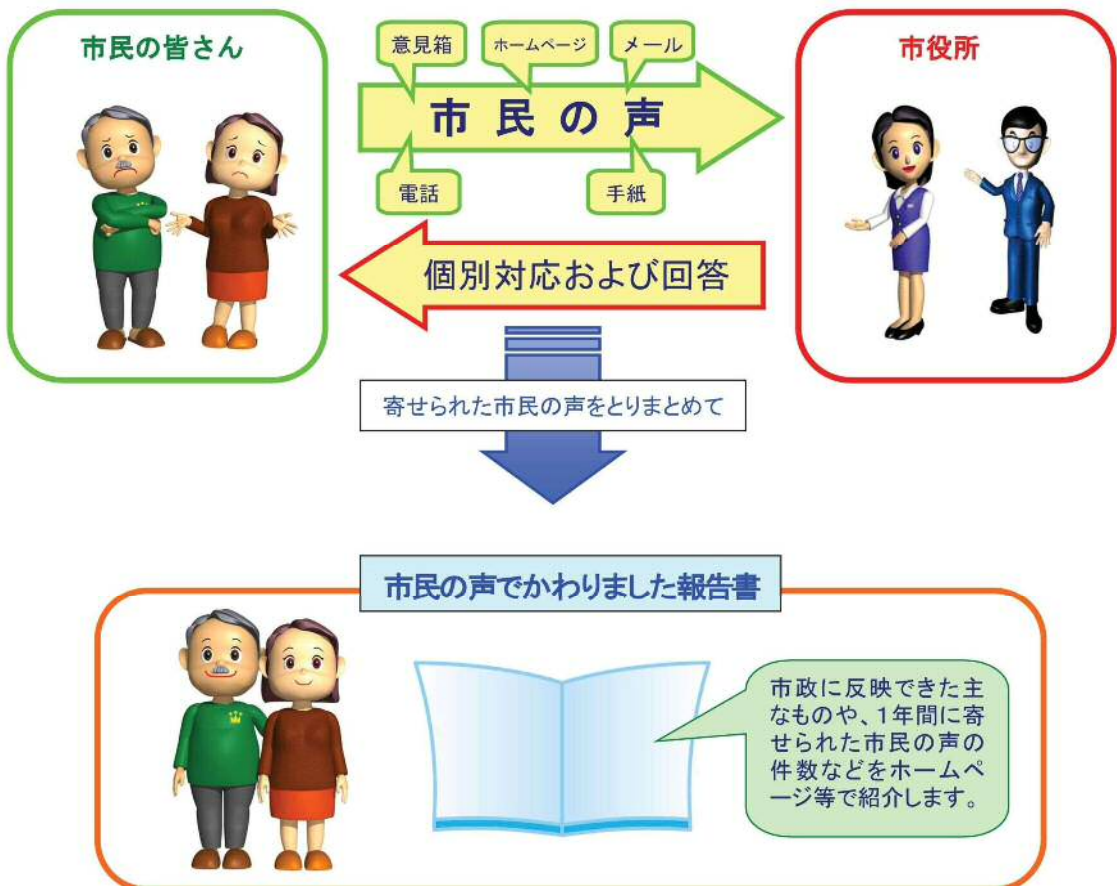 市民の皆さん
意見箱
ホームページ
メール
市役所
市民の声
電話
手紙
個別対応および回答
寄せられた市民の声をとりまとめて
市民の声でかわりました報告書
市政に反映できた主
なものや、1年間に寄
せられた市民の声の
件数などをホームペ
ージ等で紹介します。